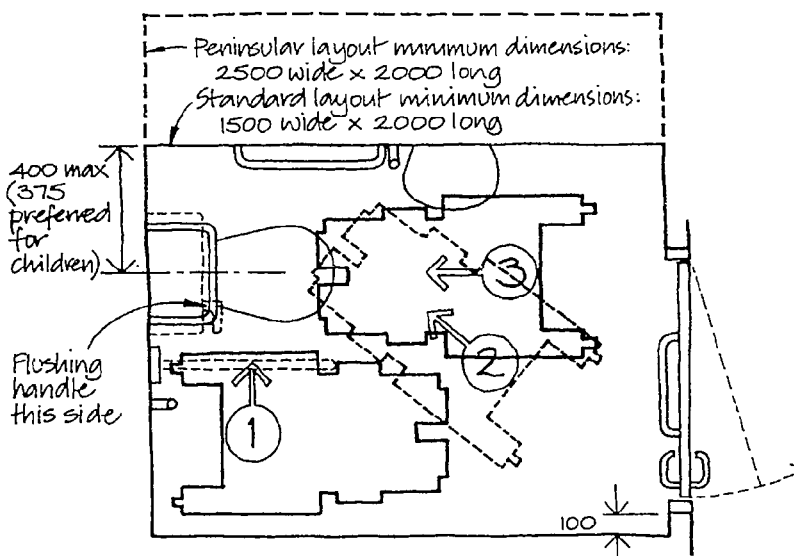 Peninsular layout minimum dimensions:
2500 wide x 2000 long
Standard layout minimum dimensions:
1500 wide x 2000 long
400 max
(375
preferred
for
children)
3
2
Flushing
handle
this side
1
100